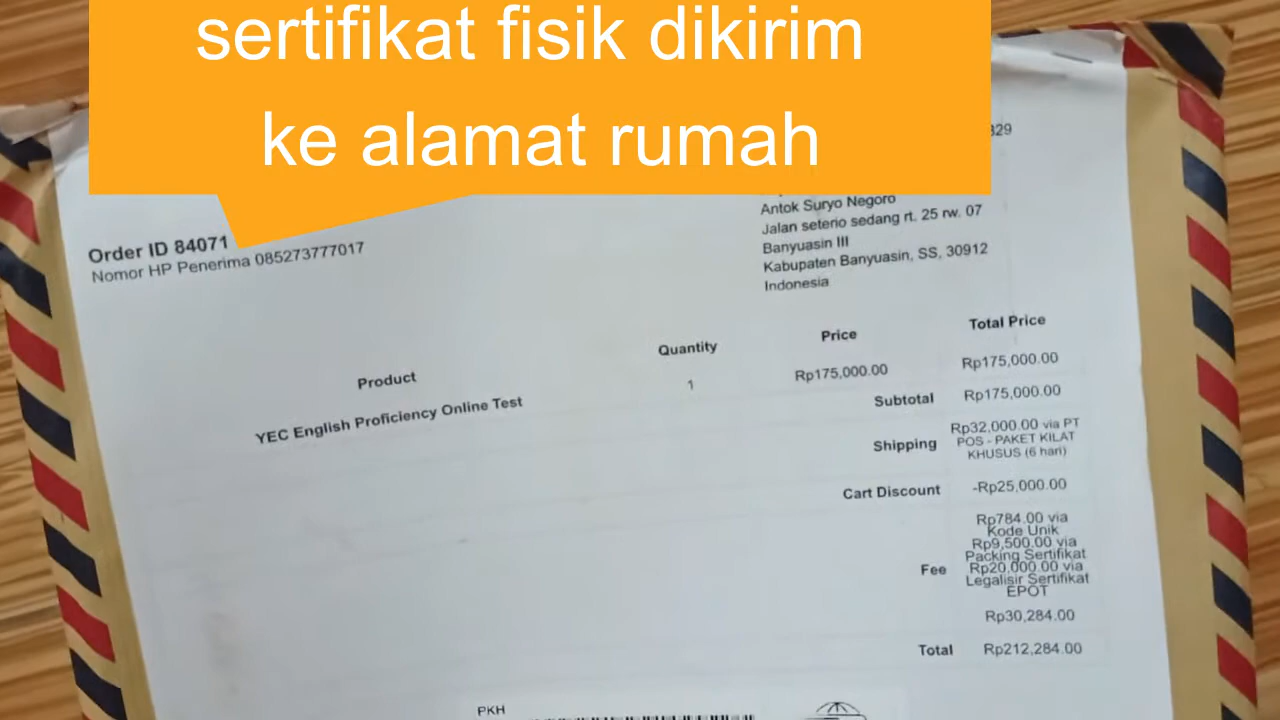 sertifikat fisik dikirim
ke alamat rumah
329
Antok Suryo Negoro
Jalan seterio sedang rt. 25 rw. 07
Banyuasin III
Kabupaten Banyuasin, SS, 30912
Indonesia
Order ID 84071
Nomor HP Penerima 085273777017
Product Quantity Price Total Price
YEC English Proficiency Online Test 1 Rp175,000.00 Rp175,000.00
Subtotal Rp175,000.00
Shipping Rp32,000.00 via PT
POS - PAKET KILAT
KHUSUS (6 hari)
Cart Discount -Rp25,000.00
Fee Rp784.00 via
Kode Unik
Rp9,500.00 via
Packing Sertifikat
Rp20,000.00 via
Legalisir Sertifikat
EPOT
Rp30,284.00
Total Rp212,284.00
PKH